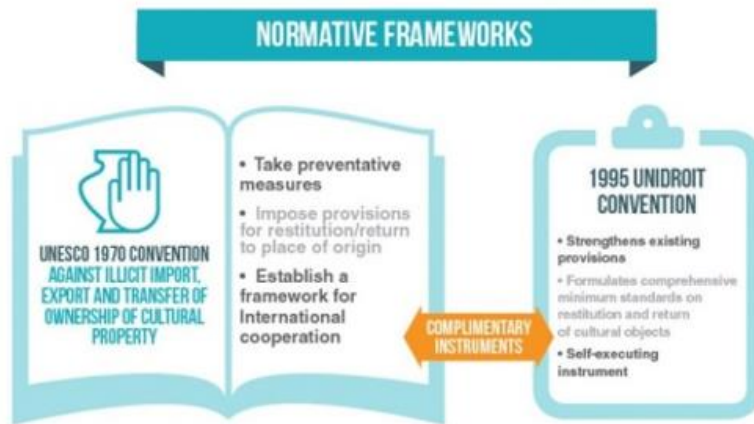 NORMATIVE FRAMEWORKS
UNESCO 1970 CONVENTION
AGAINST ILLICIT IMPORT,
EXPORT AND TRANSFER OF
OWNERSHIP OF CULTURAL
PROPERTY
• Take preventative
measures
• Impose provisions
for restitution/return
to place of origin
• Establish a
framework for
International
cooperation
COMPLIMENTARY
INSTRUMENTS
1995 UNIDROIT
CONVENTION
• Strengthens existing
provisions
• Formulates comprehensive
minimum standards on
restitution and return
of cultural objects
• Self-executing
instrument